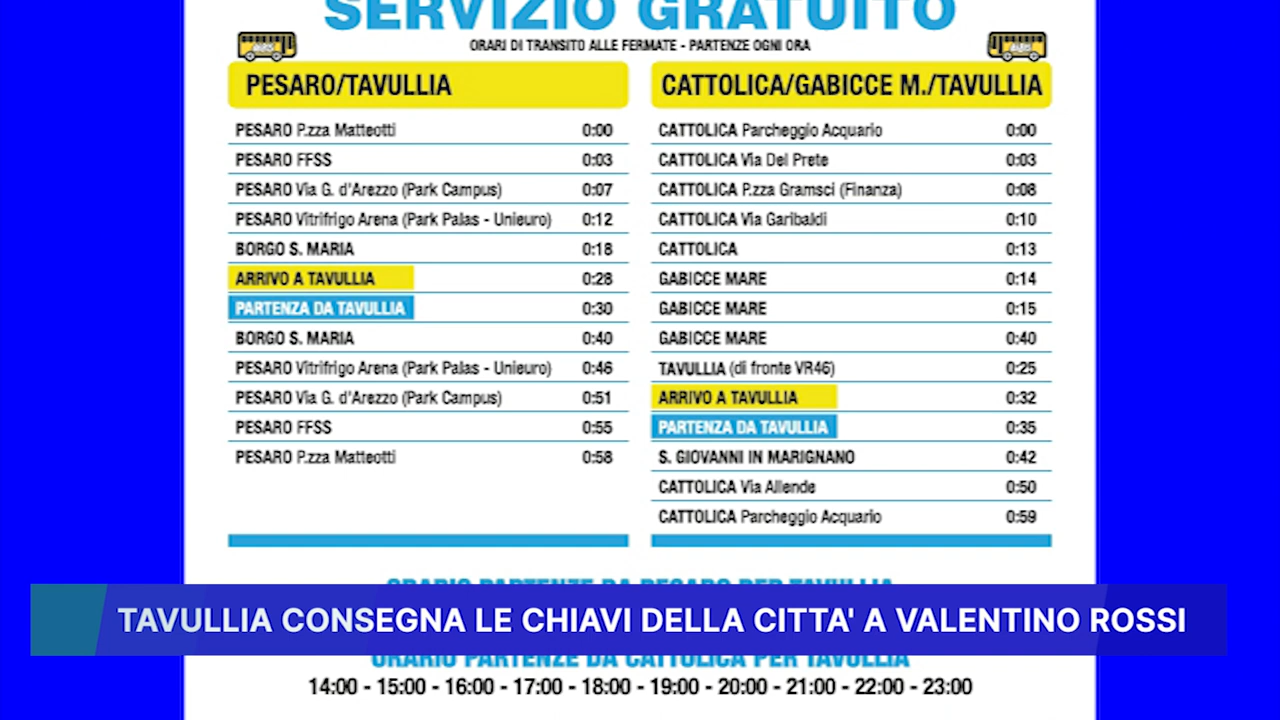 SERVIZIO GRATUITO
ORARI DI TRANSITO ALLE FERMATE - PARTENZE OGNI ORA
PESARO/TAVULLIA
PESARO P.zza Matteotti 0:00
PESARO FFSS 0:03
PESARO Via G. d'Arezzo (Park Campus) 0:07
PESARO Vitrifrigo Arena (Park Palas - Unieuro) 0:12
BORGO S. MARIA 0:18
ARRIVO A TAVULLIA 0:28
PARTENZA DA TAVULLIA 0:30
BORGO S. MARIA 0:40
PESARO Vitrifrigo Arena (Park Palas - Unieuro) 0:46
PESARO Via G. d'Arezzo (Park Campus) 0:51
PESARO FFSS 0:55
PESARO P.zza Matteotti 0:58
CATTOLICA/GABICCE M./TAVULLIA
CATTOLICA Parcheggio Acquario 0:00
CATTOLICA Via Del Prete 0:03
CATTOLICA P.zza Gramsci (Finanza) 0:08
CATTOLICA Via Garibaldi 0:10
CATTOLICA 0:13
GABICCE MARE 0:14
GABICCE MARE 0:15
GABICCE MARE 0:40
TAVULLIA (di fronte VR46) 0:25
ARRIVO A TAVULLIA 0:32
PARTENZA DA TAVULLIA 0:35
S. GIOVANNI IN MARIGNANO 0:42
CATTOLICA Via Allende 0:50
CATTOLICA Parcheggio Acquario 0:59
ORARIO PARTENZE DA PESARO PER TAVULLIA
TAVULLIA CONSEGNA LE CHIAVI DELLA CITTA' A VALENTINO ROSSI
ORARIO PARTENZE DA CATTOLICA PER TAVULLIA
14:00 - 15:00 - 16:00 - 17:00 - 18:00 - 19:00 - 20:00 - 21:00 - 22:00 - 23:00